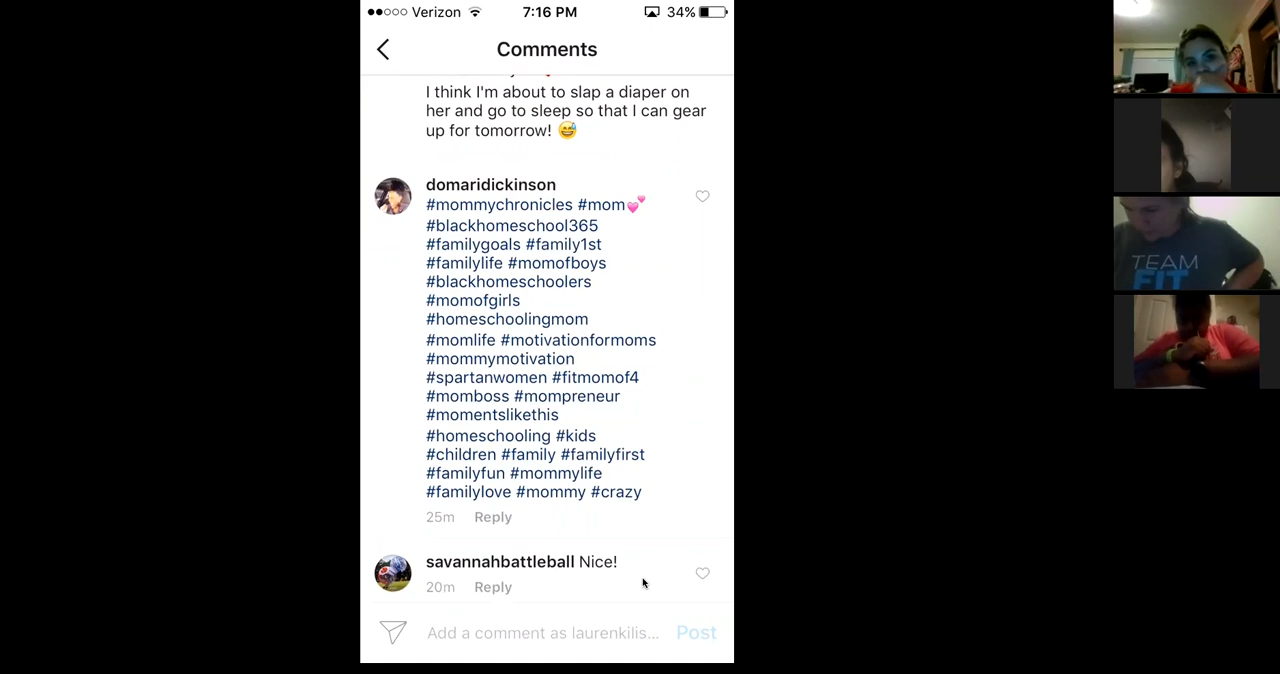 Verizon 7:16 PM 34%
Comments
I think I'm about to slap a diaper on
her and go to sleep so that I can gear
up for tomorrow! 😅
domaridickinson
#mommychronicles #mom💕
#blackhomeschool365
#familygoals #family1st
#familylife #momofboys
#blackhomeschoolers
#momofgirls
#homeschoolingmom
#momlife #motivationformoms
#mommymotivation
#spartanwomen #fitmomof4
#momboss #mompreneur
#momentslikethis
#homeschooling #kids
#children #family #familyfirst
#familyfun #mommylife
#familylove #mommy #crazy
25m Reply
savannahbattleball Nice!
20m Reply
Add a comment as laurenkilis... Post
TEAM
FIT